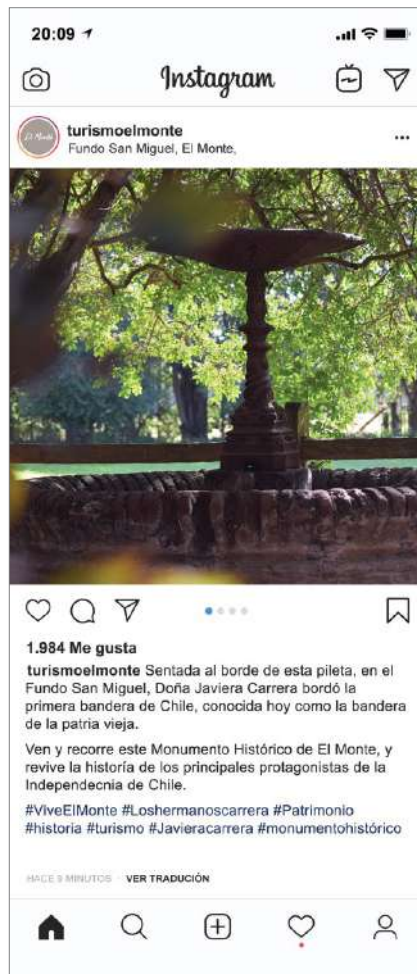 20:09
Instagram
El Monte
turismoelmonte
Fundo San Miguel, El Monte,
1.984 Me gusta
turismoelmonte Sentada al borde de esta pileta, en el
Fundo San Miguel, Doña Javiera Carrera bordó la
primera bandera de Chile, conocida hoy como la bandera
de la patria vieja.
Ven y recorre este Monumento Histórico de El Monte, y
revive la historía de los principales protagonistas de la
Independecnia de Chile.
#ViveElMonte #Loshermanoscarrera #Patrimonio
#historia #turismo #Javieracarrera #monumentohistórico
HACE 9 MINUTOS · VER TRADUCIÓN